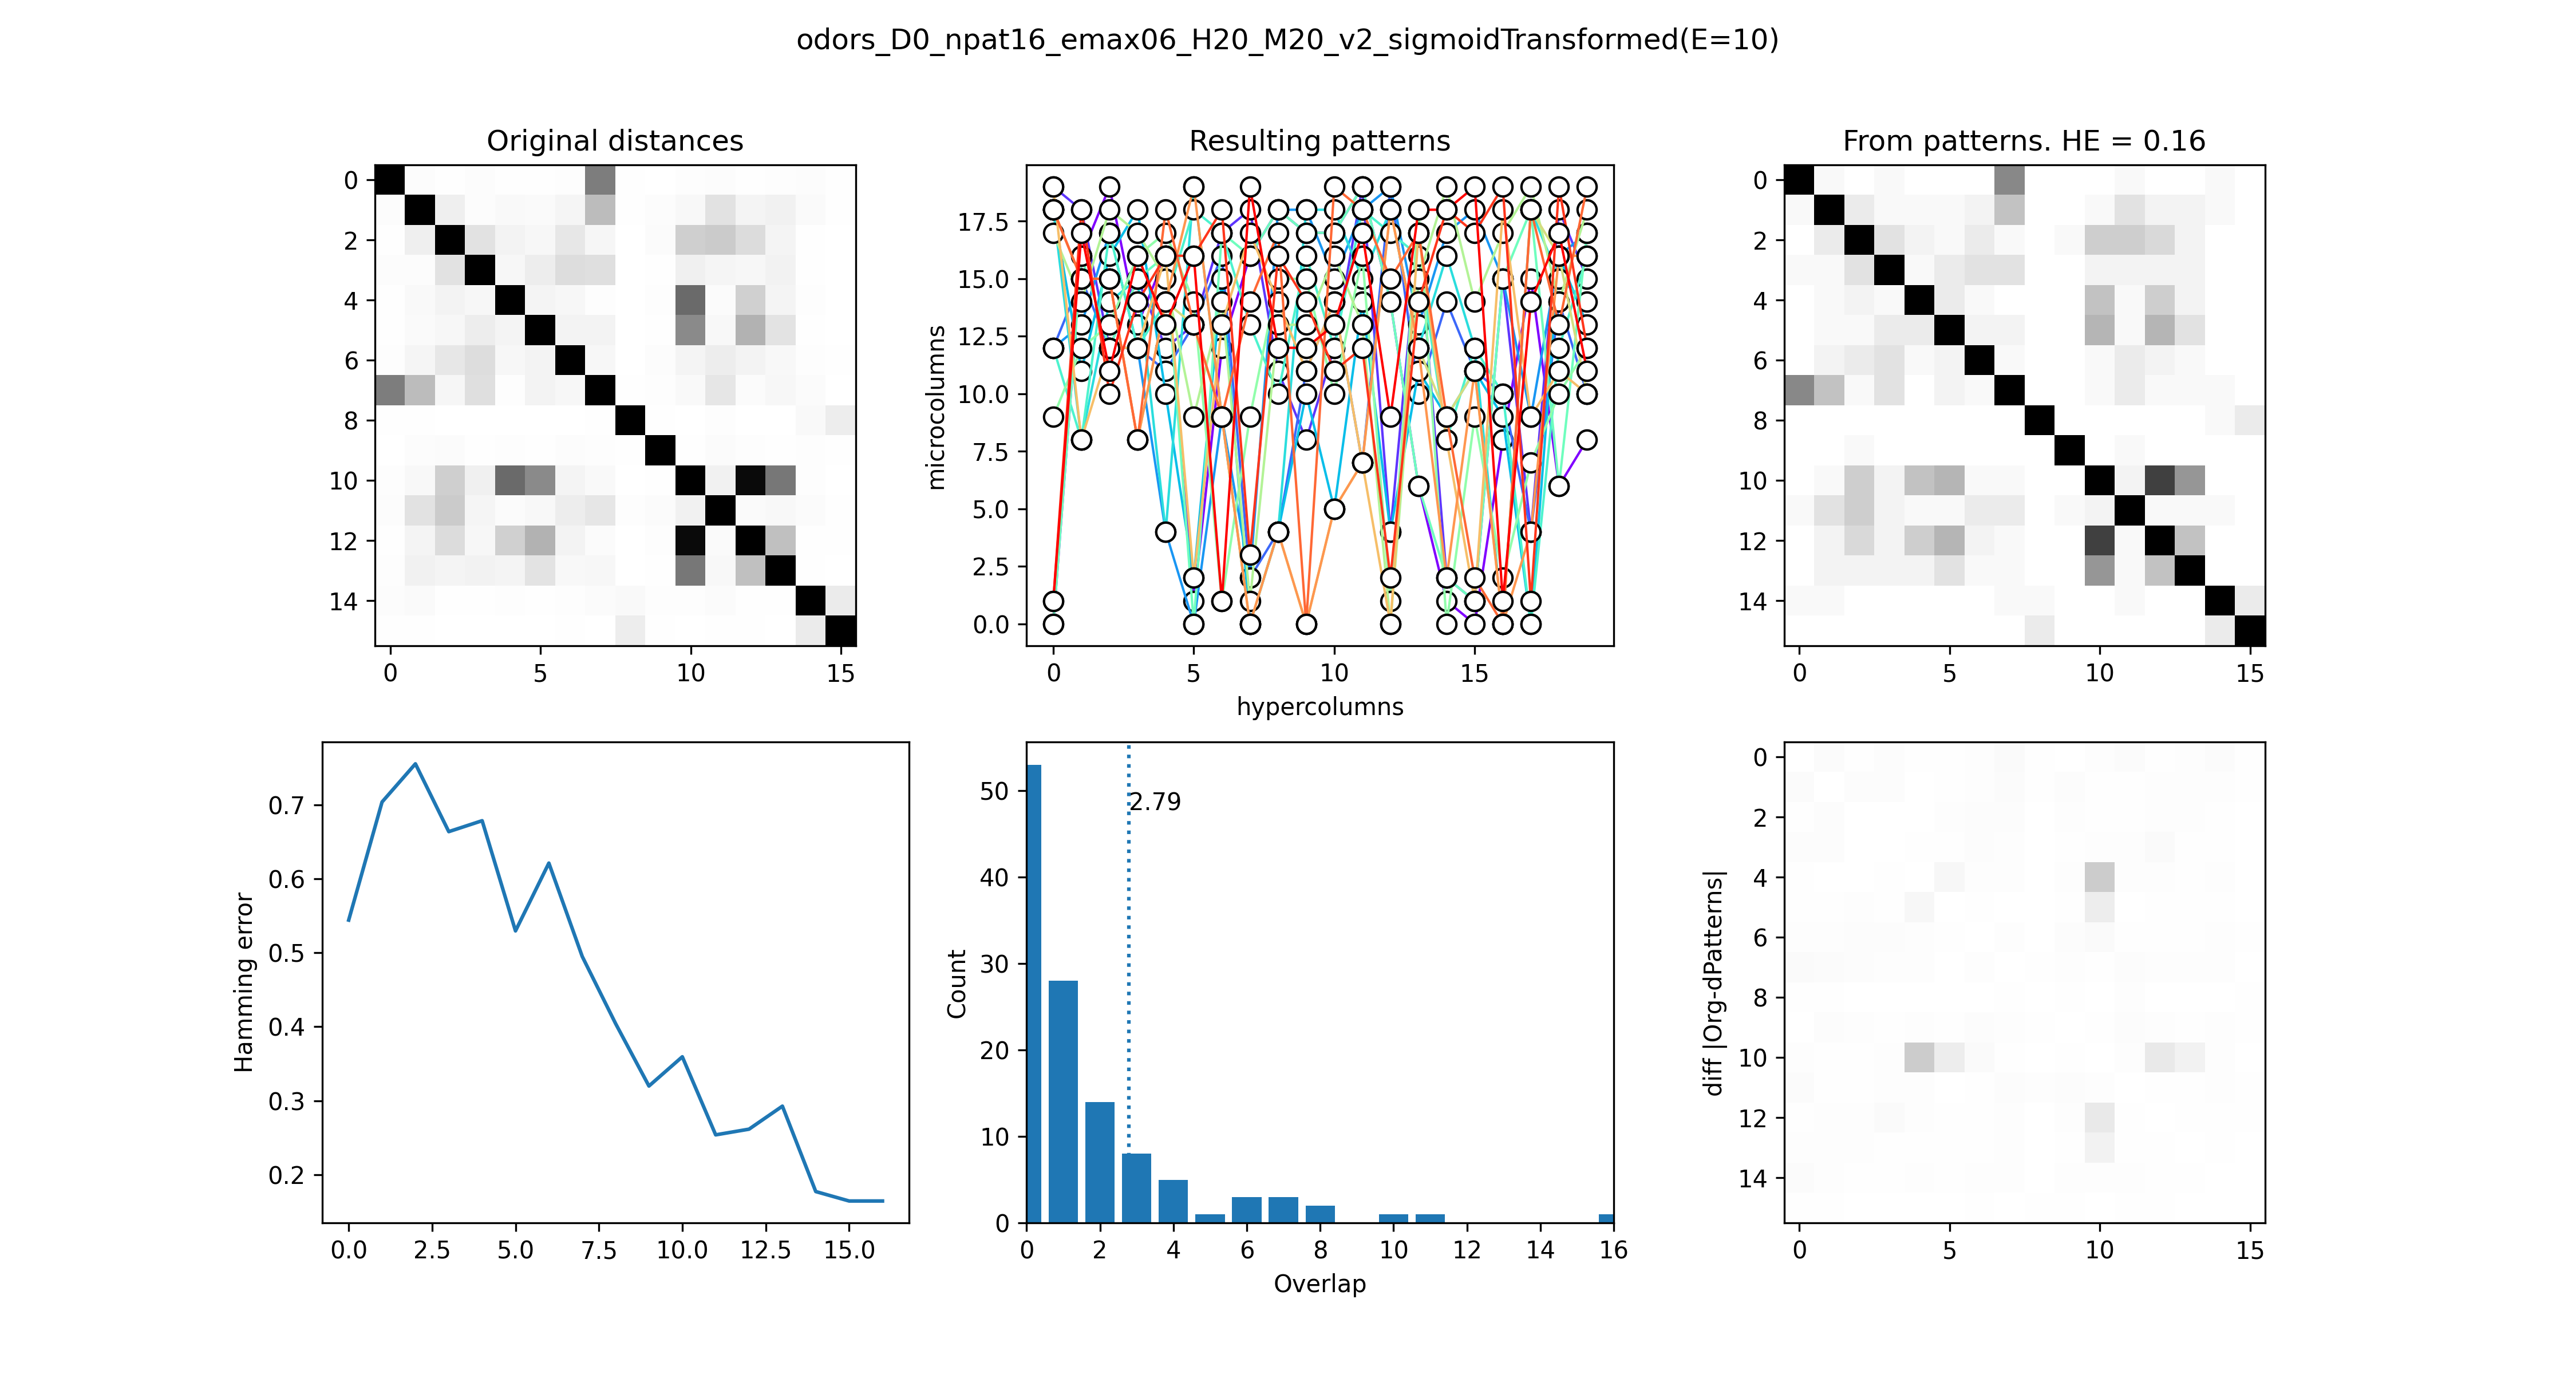 odors_D0_npat16_emax06_H20_M20_v2_sigmoidTransformed(E=10)
Original distances
0
2
4
6
8
10
12
14
0 5 10 15
Resulting patterns
microcolumns
17.5
15.0
12.5
10.0
7.5
5.0
2.5
0.0
0 5 10 15
hypercolumns
From patterns. HE = 0.16
0
2
4
6
8
10
12
14
0 5 10 15
Hamming error
0.7
0.6
0.5
0.4
0.3
0.2
0.0 2.5 5.0 7.5 10.0 12.5 15.0
Count
50
40
30
20
10
0
2.79
0 2 4 6 8 10 12 14 16
Overlap
diff |Org-dPatterns|
0
2
4
6
8
10
12
14
0 5 10 15